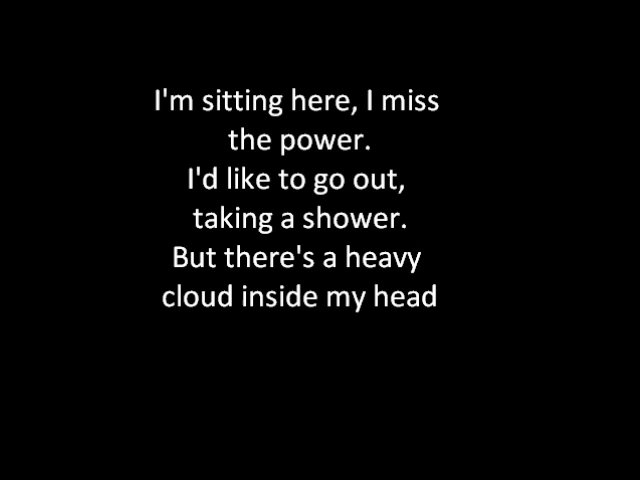 I'm sitting here, I miss
the power.
I'd like to go out,
taking a shower.
But there's a heavy
cloud inside my head